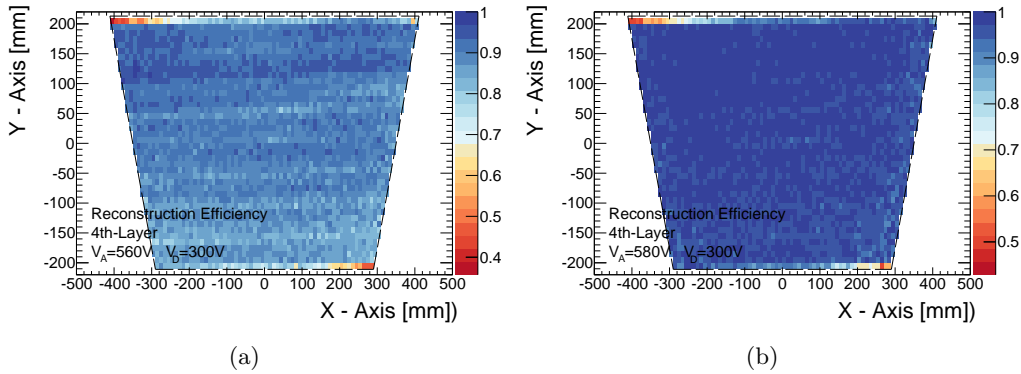 Y - Axis [mm]
200
150
100
50
0
-50
-100
-150
-200
Reconstruction Efficiency
4th-Layer
V_A=560V V_D=300V
-500 -400 -300 -200 -100 0 100 200 300 400 500
X - Axis [mm])
1
0.9
0.8
0.7
0.6
0.5
0.4
(a)
Y - Axis [mm]
200
150
100
50
0
-50
-100
-150
-200
Reconstruction Efficiency
4th-Layer
V_A=580V V_D=300V
-500 -400 -300 -200 -100 0 100 200 300 400 500
X - Axis [mm])
1
0.9
0.8
0.7
0.6
0.5
(b)